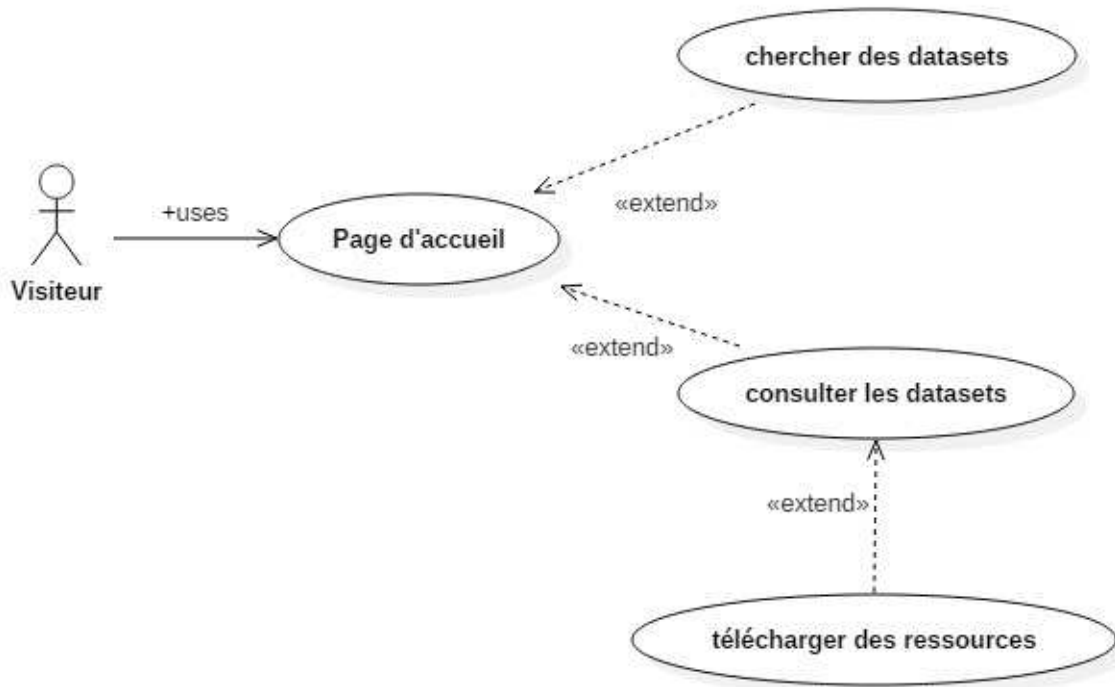 chercher des datasets
«extend»
+uses
Page d'accueil
Visiteur
«extend»
consulter les datasets
«extend»
télécharger des ressources